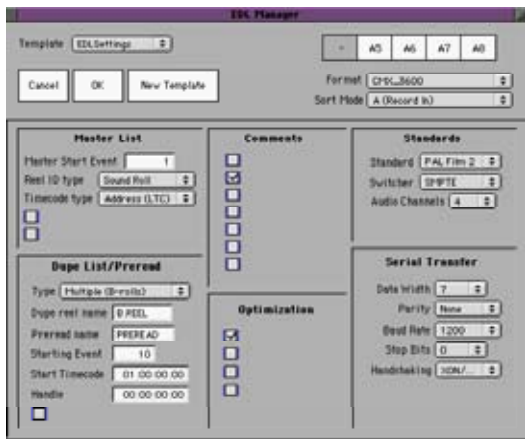 EDL Manager
Template EDLSettings
- A5 A6 A7 A8
Cancel OK New Template
Format CMX_3600
Sort Mode A (Record In)
Master List
Master Start Event 1
Reel ID type Sound Roll
Timecode type Address (LTC)
Comments
Standards
Standard PAL Film 2
Switcher SMPTE
Audio Channels 4
Dupe List/Preread
Type Multiple (B-rolls)
Dupe reel name B.REEL
Preread name PREREAD
Starting Event 10
Start Timecode 01:00:00:00
Handle 00:00:00:00
Optimization
Serial Transfer
Data Width 7
Parity None
Baud Rate 1200
Stop Bits 0
Handshaking XON/...